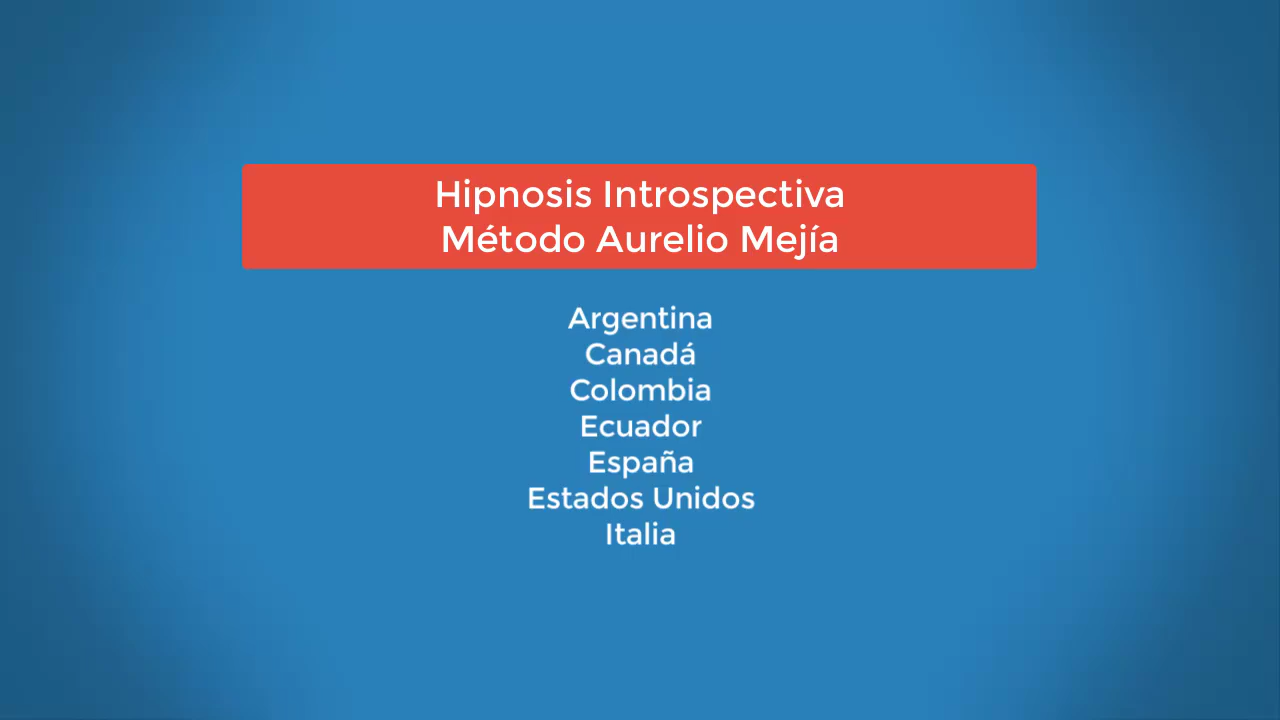 Hipnosis Introspectiva
Método Aurelio Mejía
Argentina
Canadá
Colombia
Ecuador
España
Estados Unidos
Italia